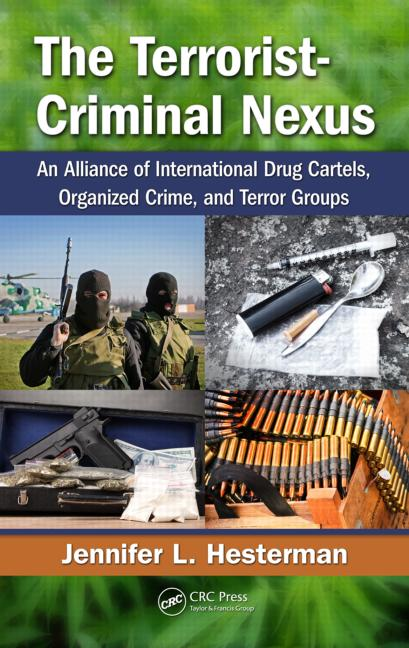 The Terrorist-
Criminal Nexus
An Alliance of International Drug Cartels,
Organized Crime, and Terror Groups
Jennifer L. Hesterman
CRC
CRC Press
Taylor & Francis Group